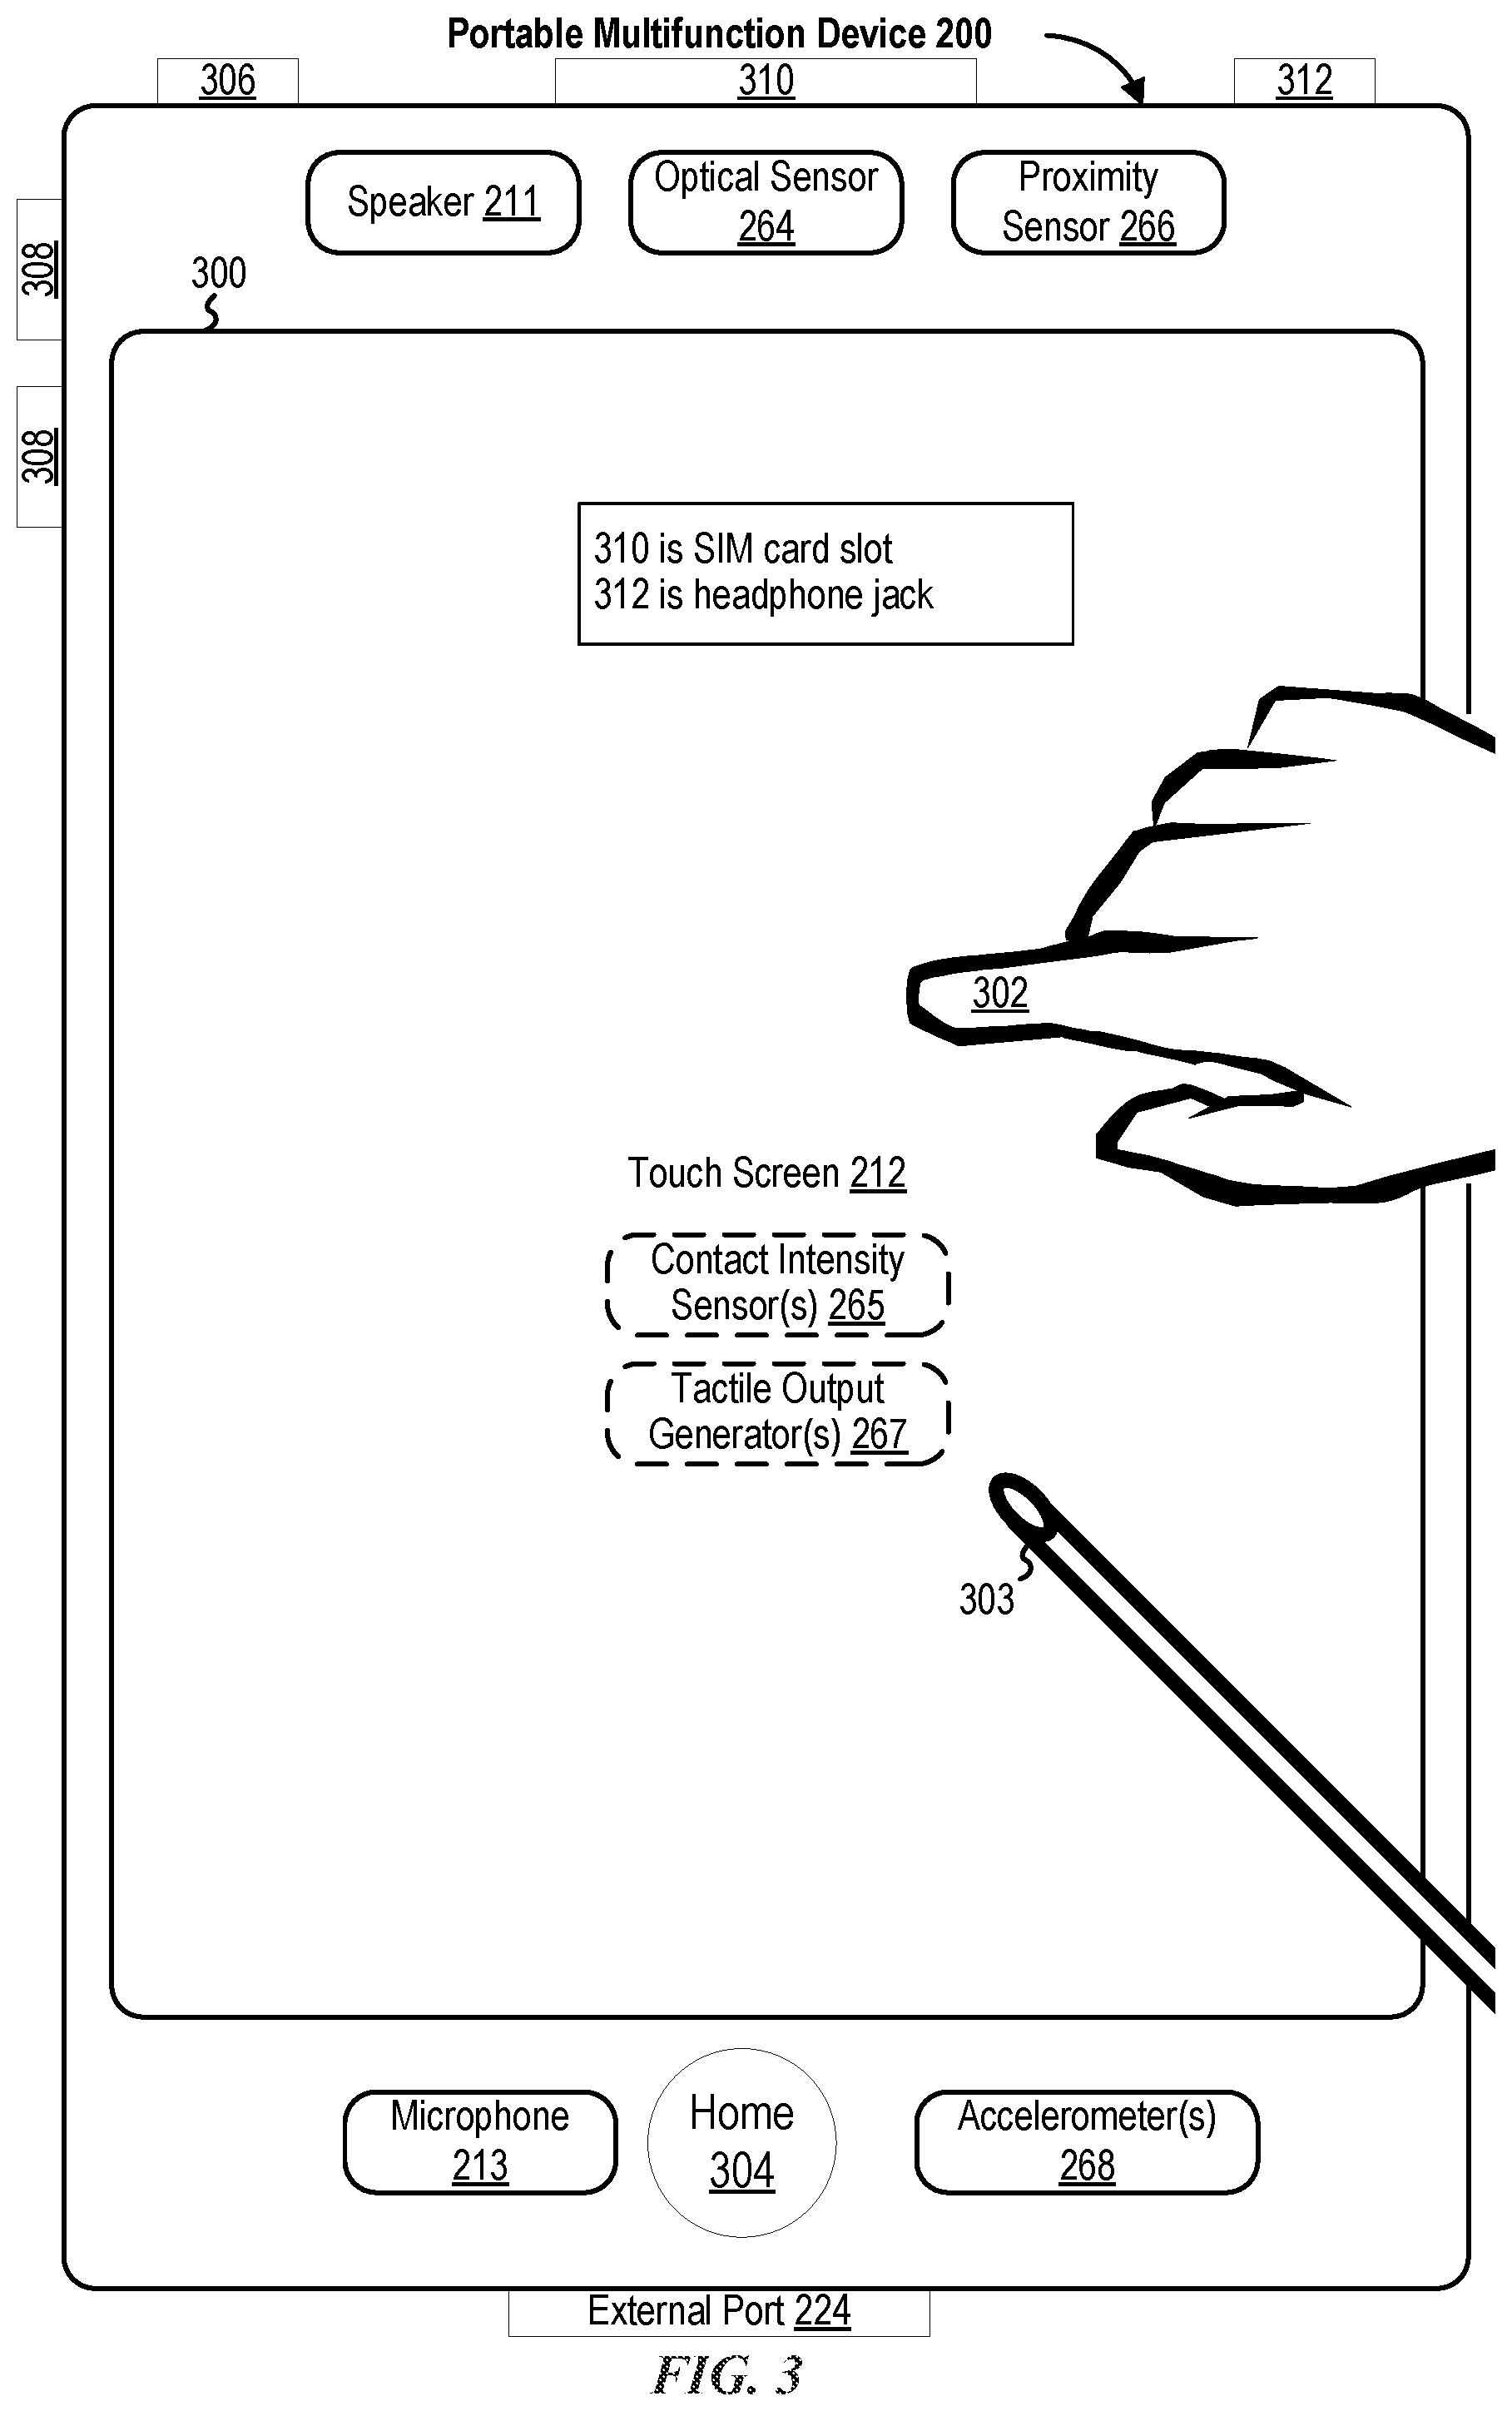 Portable Multifunction Device 200
306
310
312
Speaker 211
Optical Sensor
264
Proximity
Sensor 266
308
300
308
310 is SIM card slot
312 is headphone jack
302
Touch Screen 212
Contact Intensity
Sensor(s) 265
Tactile Output
Generator(s) 267
303
Microphone
213
Home
304
Accelerometer(s)
268
External Port 224
FIG. 3